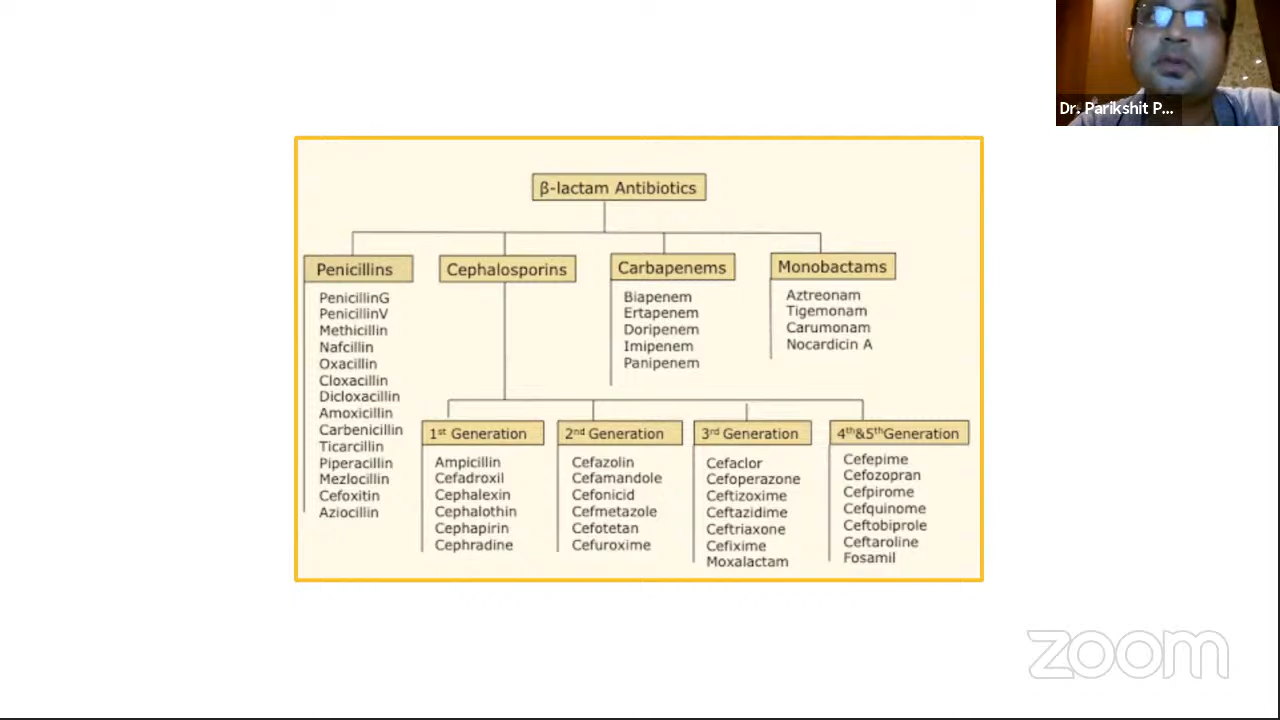 Dr. Parikshit P...
β-lactam Antibiotics
Penicillins
Cephalosporins
Carbapenems
Monobactams
PenicillinG
PenicillinV
Methicillin
Nafcillin
Oxacillin
Cloxacillin
Dicloxacillin
Amoxicillin
Carbenicillin
Ticarcillin
Piperacillin
Mezlocillin
Cefoxitin
Aziocillin
Biapenem
Ertapenem
Doripenem
Imipenem
Panipenem
Aztreonam
Tigemonam
Carumonam
Nocardicin A
1st Generation
Ampicillin
Cefadroxil
Cephalexin
Cephalothin
Cephapirin
Cephradine
2nd Generation
Cefazolin
Cefamandole
Cefonicid
Cefmetazole
Cefotetan
Cefuroxime
3rd Generation
Cefaclor
Cefoperazone
Ceftizoxime
Ceftazidime
Ceftriaxone
Cefixime
Moxalactam
4th&5thGeneration
Cefepime
Cefozopran
Cefpirome
Cefquinome
Ceftobiprole
Ceftaroline
Fosamil
zoom